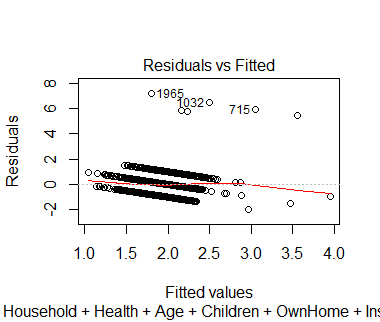 Residuals vs Fitted
Residuals
8
6
4
2
0
-2
1965
1032
715
1.0 1.5 2.0 2.5 3.0 3.5 4.0
Fitted values
Household + Health + Age + Children + OwnHome + Ins